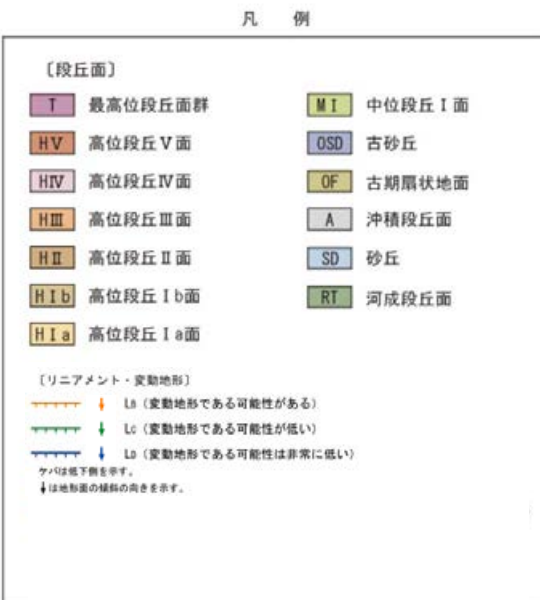 凡 例
〔段丘面〕
T 最高位段丘面群
HⅤ 高位段丘Ⅴ面
HⅣ 高位段丘Ⅳ面
HⅢ 高位段丘Ⅲ面
HⅡ 高位段丘Ⅱ面
HⅠb 高位段丘Ⅰb面
HⅠa 高位段丘Ⅰa面
MⅠ 中位段丘Ⅰ面
OSD 古砂丘
OF 古期扇状地面
A 沖積段丘面
SD 砂丘
RT 河成段丘面
〔リニアメント・変動地形〕
LB（変動地形である可能性がある）
LC（変動地形である可能性が低い）
LD（変動地形である可能性は非常に低い）
ケバは低下側を示す。
↓は地形面の傾斜の向きを示す。